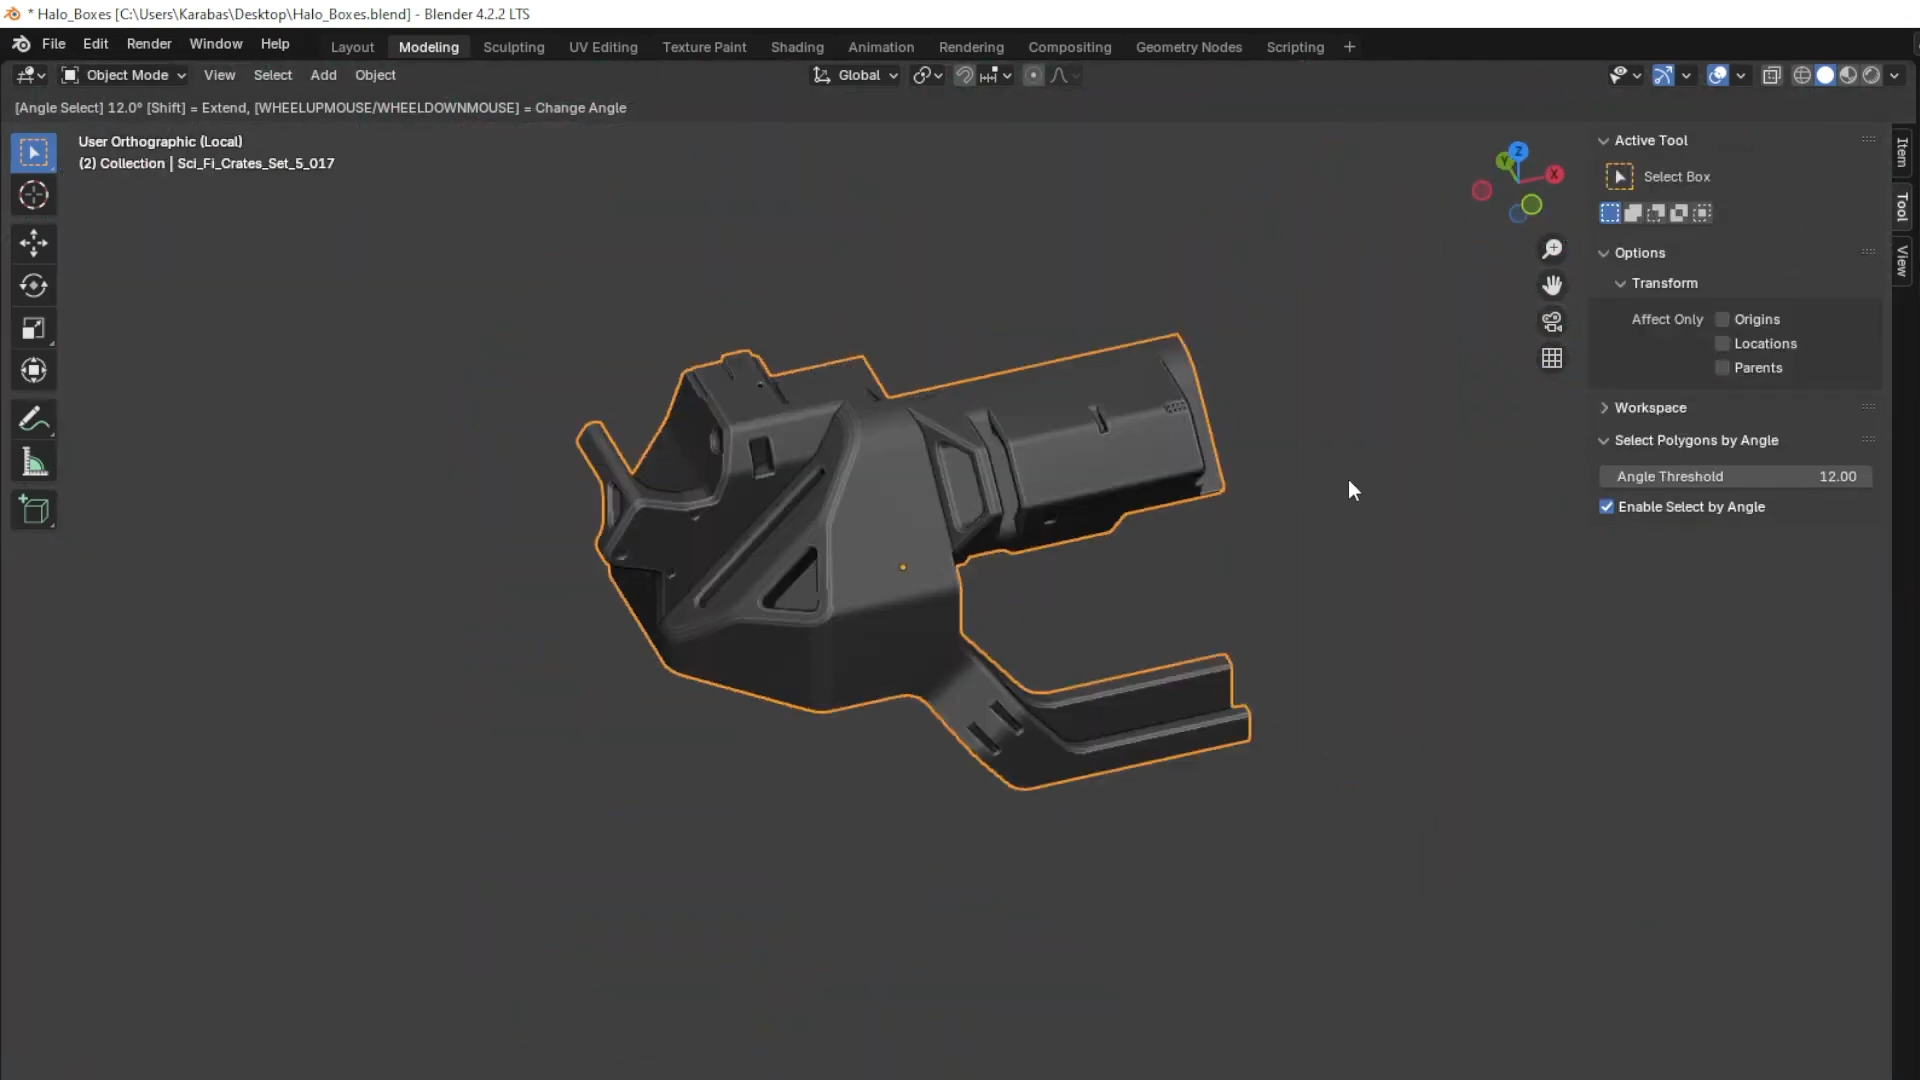 * Halo_Boxes [C:\Users\Karabas\Desktop\Halo_Boxes.blend] - Blender 4.2.2 LTS
File Edit Render Window Help Layout Modeling Sculpting UV Editing Texture Paint Shading Animation Rendering Compositing Geometry Nodes Scripting +
Object Mode View Select Add Object Global
[Angle Select] 12.0° [Shift] = Extend, [WHEELUPMOUSE/WHEELDOWNMOUSE] = Change Angle
User Orthographic (Local)
(2) Collection | Sci_Fi_Crates_Set_5_017
Z
Y
X
Active Tool
Select Box
Options
Transform
Affect Only Origins
Locations
Parents
Workspace
Select Polygons by Angle
Angle Threshold 12.00
Enable Select by Angle
Item
Tool
View